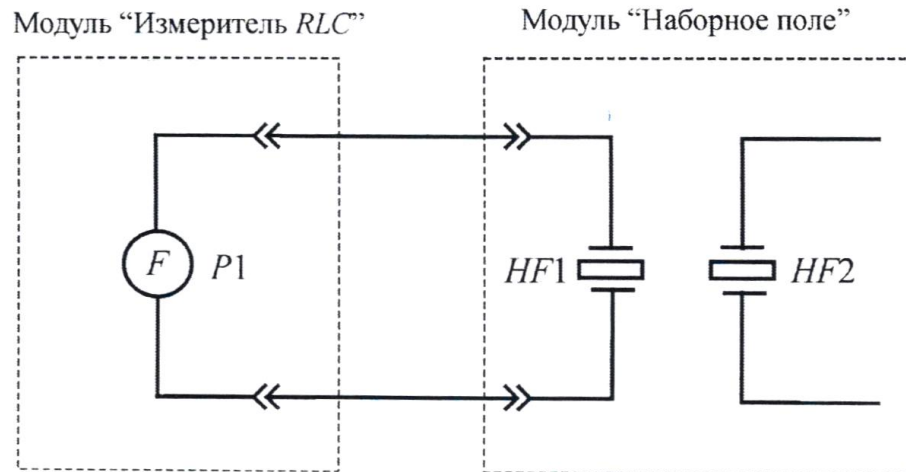 Модуль “Измеритель RLC”
Модуль “Наборное поле”
F
P1
HF1
HF2